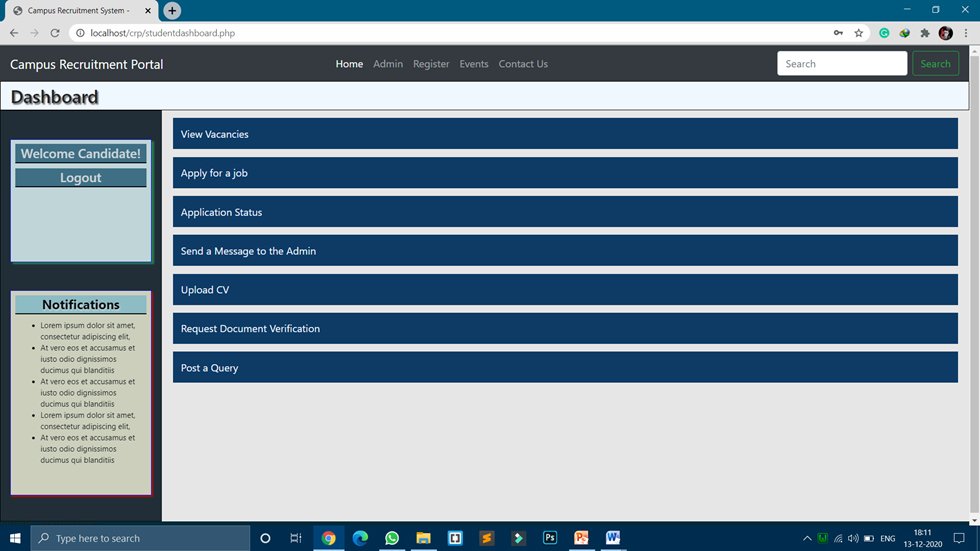 Campus Recruitment System -
localhost/crp/studentdashboard.php
Campus Recruitment Portal
Home Admin Register Events Contact Us
Search
Search
Dashboard
Welcome Candidate!
Logout
Notifications
• Lorem ipsum dolor sit amet,
consectetur adipiscing elit,
• At vero eos et accusamus et
iusto odio dignissimos
ducimus qui blanditiis
• At vero eos et accusamus et
iusto odio dignissimos
ducimus qui blanditiis
• Lorem ipsum dolor sit amet,
consectetur adipiscing elit,
• At vero eos et accusamus et
iusto odio dignissimos
ducimus qui blanditiis
View Vacancies
Apply for a job
Application Status
Send a Message to the Admin
Upload CV
Request Document Verification
Post a Query
Type here to search
Ps
ENG
18:11
13-12-2020